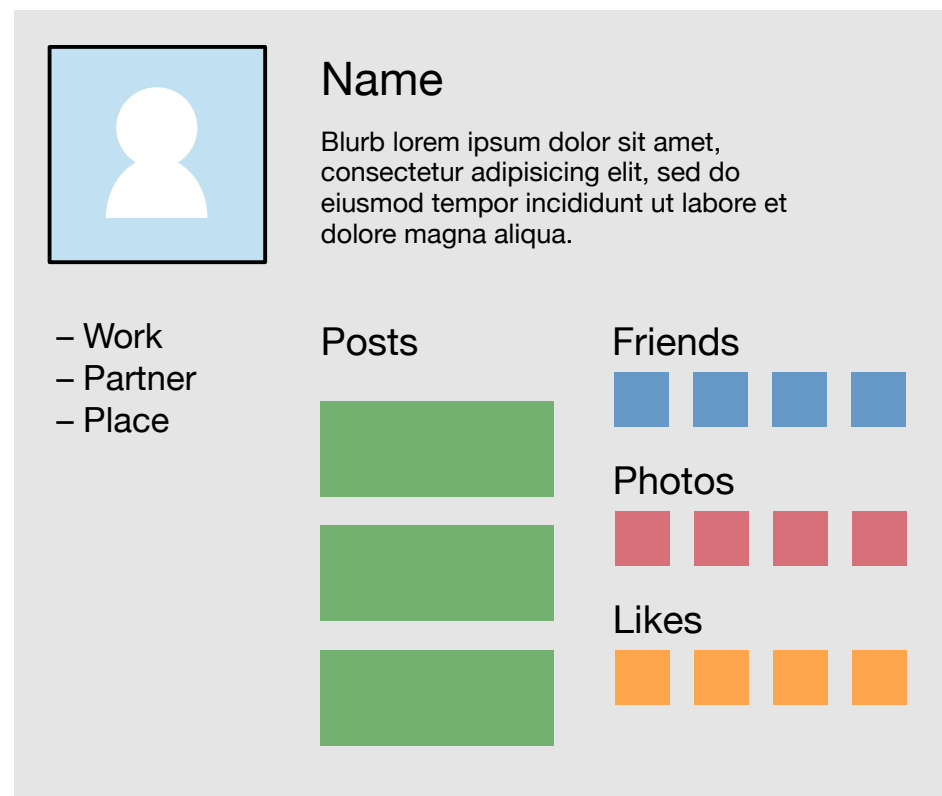 Name
Blurb lorem ipsum dolor sit amet,
consectetur adipisicing elit, sed do
eiusmod tempor incididunt ut labore et
dolore magna aliqua.
– Work
– Partner
– Place
Posts
Friends
Photos
Likes